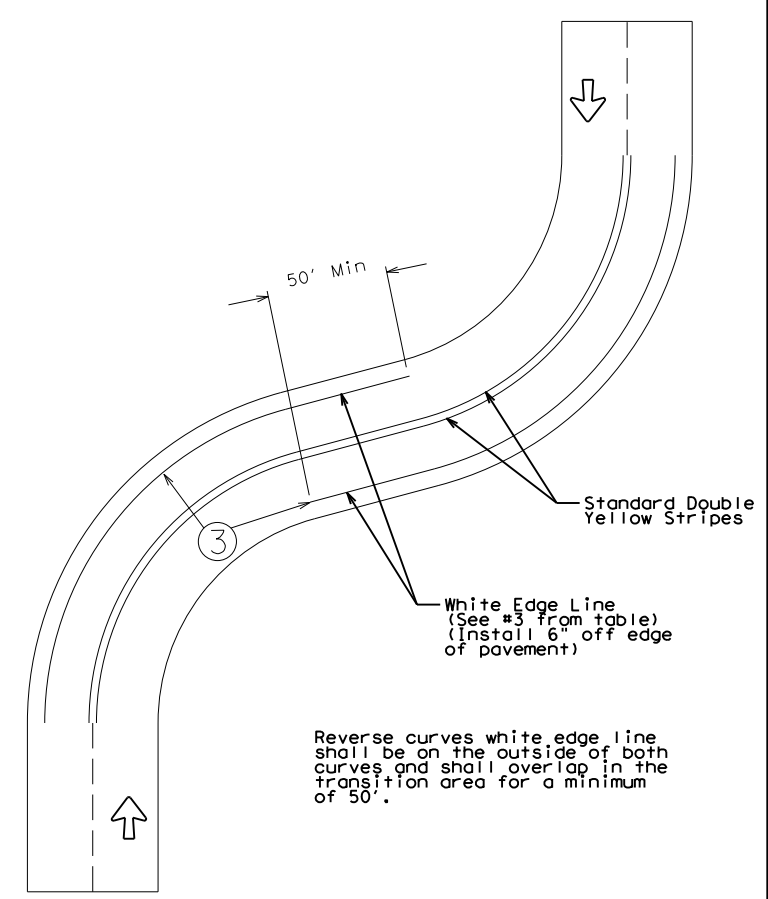 50' Min
3
Standard Double
Yellow Stripes
White Edge Line
(See #3 from table)
(Install 6" off edge
of pavement)
Reverse curves white edge line
shall be on the outside of both
curves and shall overlap in the
transition area for a minimum
of 50'.